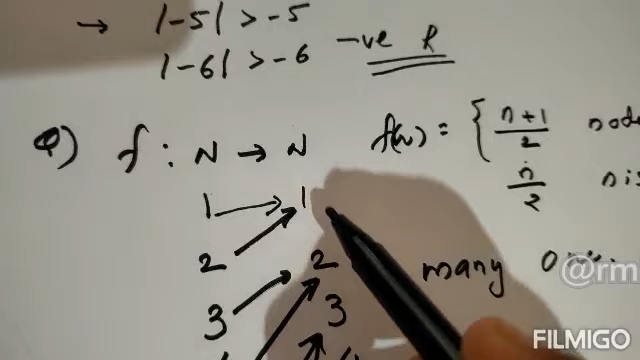 → |-5| > -5
|-6| > -6 -ve R
Q) f : N → N f(n) = { n+1/2 n odd
n/2 n is
1 → 1
2 2
3 3
many
@rm
FILMIGO